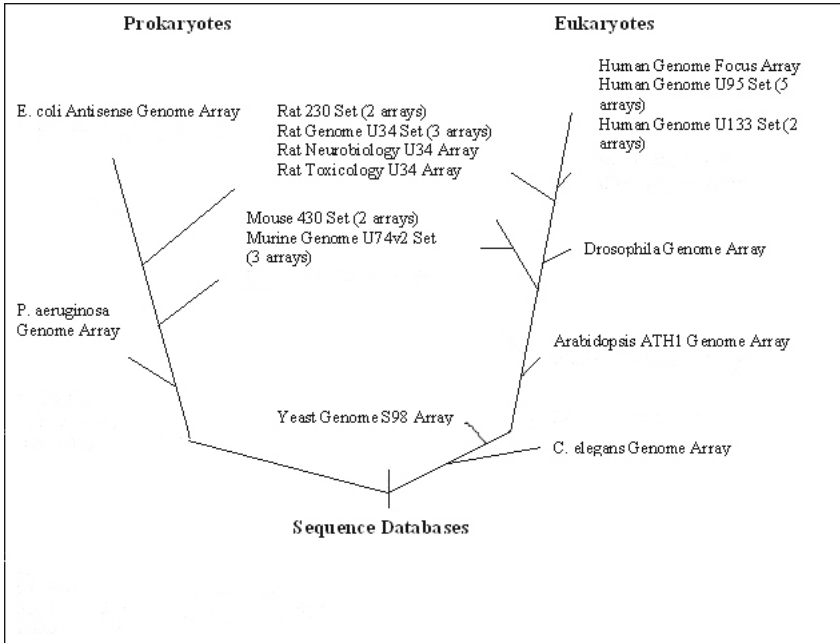 Prokaryotes
Eukaryotes
E. coli Antisense Genome Array
Rat 230 Set (2 arrays)
Rat Genome U34 Set (3 arrays)
Rat Neurobiology U34 Array
Rat Toxicology U34 Array
Human Genome Focus Array
Human Genome U95 Set (5
arrays)
Human Genome U133 Set (2
arrays)
Mouse 430 Set (2 arrays)
Murine Genome U74v2 Set
(3 arrays)
Drosophila Genome Array
P. aeruginosa
Genome Array
Arabidopsis ATH1 Genome Array
Yeast Genome S98 Array
C. elegans Genome Array
Sequence Databases